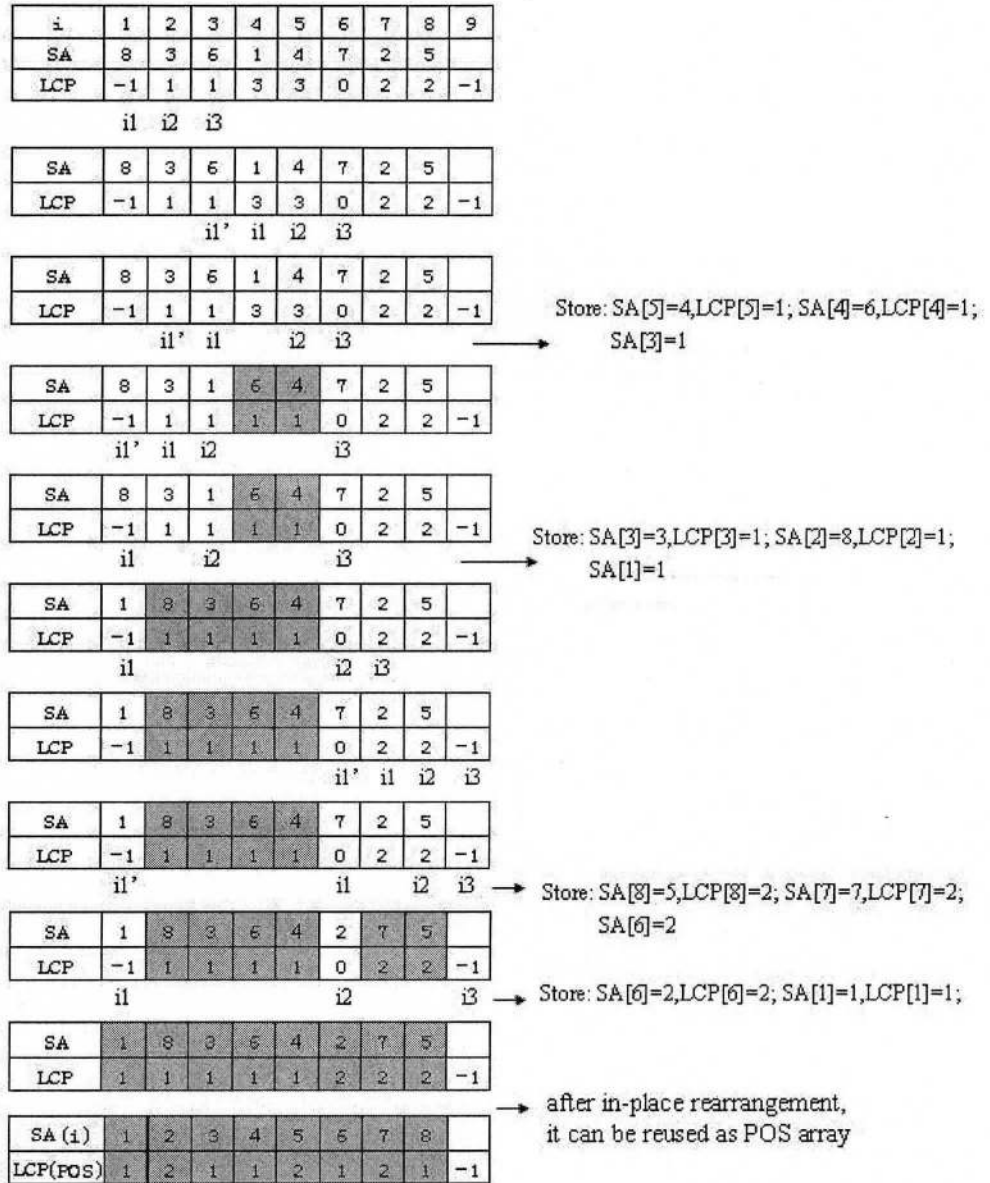 i 1 2 3 4 5 6 7 8 9
SA 8 3 6 1 4 7 2 5
LCP -1 1 1 3 3 0 2 2 -1
i1 i2 i3
SA 8 3 6 1 4 7 2 5
LCP -1 1 1 3 3 0 2 2 -1
i1' i1 i2 i3
SA 8 3 6 1 4 7 2 5
LCP -1 1 1 3 3 0 2 2 -1
i1' i1 i2 i3
Store: SA[5]=4,LCP[5]=1; SA[4]=6,LCP[4]=1;
SA[3]=1
SA 8 3 1 6 4 7 2 5
LCP -1 1 1 1 1 0 2 2 -1
i1' i1 i2 i3
SA 8 3 1 6 4 7 2 5
LCP -1 1 1 1 1 0 2 2 -1
i1 i2 i3
Store: SA[3]=3,LCP[3]=1; SA[2]=8,LCP[2]=1;
SA[1]=1
SA 1 8 3 6 4 7 2 5
LCP -1 1 1 1 1 0 2 2 -1
i1 i2 i3
SA 1 8 3 6 4 7 2 5
LCP -1 1 1 1 1 0 2 2 -1
i1' i1 i2 i3
SA 1 8 3 6 4 7 2 5
LCP -1 1 1 1 1 0 2 2 -1
i1' i1 i2 i3
Store: SA[8]=5,LCP[8]=2; SA[7]=7,LCP[7]=2;
SA[6]=2
SA 1 8 3 6 4 2 7 5
LCP -1 1 1 1 1 0 2 2 -1
i1 i2 i3
Store: SA[6]=2,LCP[6]=2; SA[1]=1,LCP[1]=1;
SA 1 8 3 6 4 2 7 5
LCP 1 1 1 1 1 2 2 2 -1
after in-place rearrangement,
it can be reused as POS array
SA(i) 1 2 3 4 5 6 7 8
LCP(POS) 1 2 1 1 2 1 2 1 -1